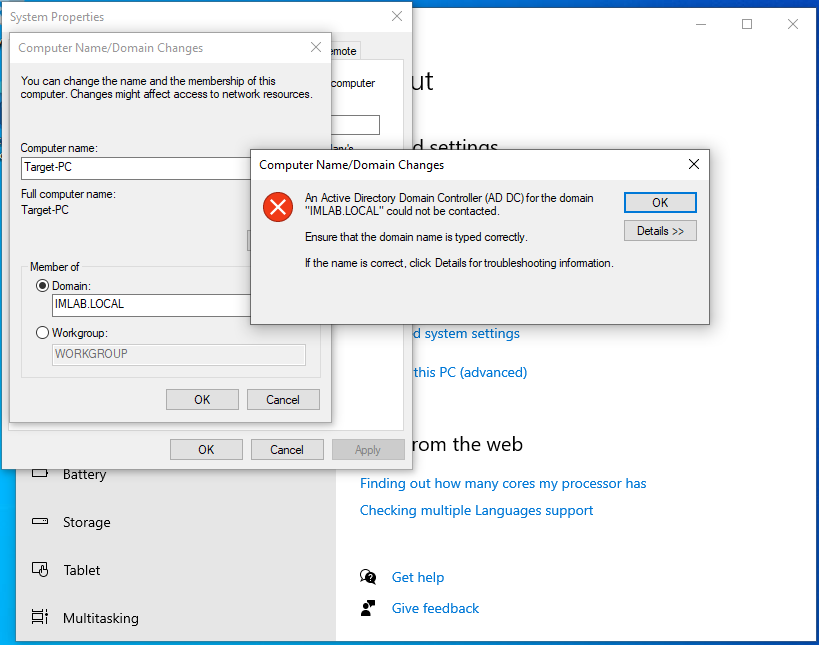 System Properties
Computer Name/Domain Changes
You can change the name and the membership of this
computer. Changes might affect access to network resources.
Computer name:
Target-PC
Full computer name:
Target-PC
Member of
Domain:
IMLAB.LOCAL
Workgroup:
WORKGROUP
OK
Cancel
computer
OK
Cancel
Apply
Computer Name/Domain Changes
An Active Directory Domain Controller (AD DC) for the domain
"IMLAB.LOCAL" could not be contacted.
Ensure that the domain name is typed correctly.
If the name is correct, click Details for troubleshooting information.
OK
Details >>
settings
system settings
this PC (advanced)
from the web
Finding out how many cores my processor has
Checking multiple Languages support
Get help
Give feedback
Battery
Storage
Tablet
Multitasking